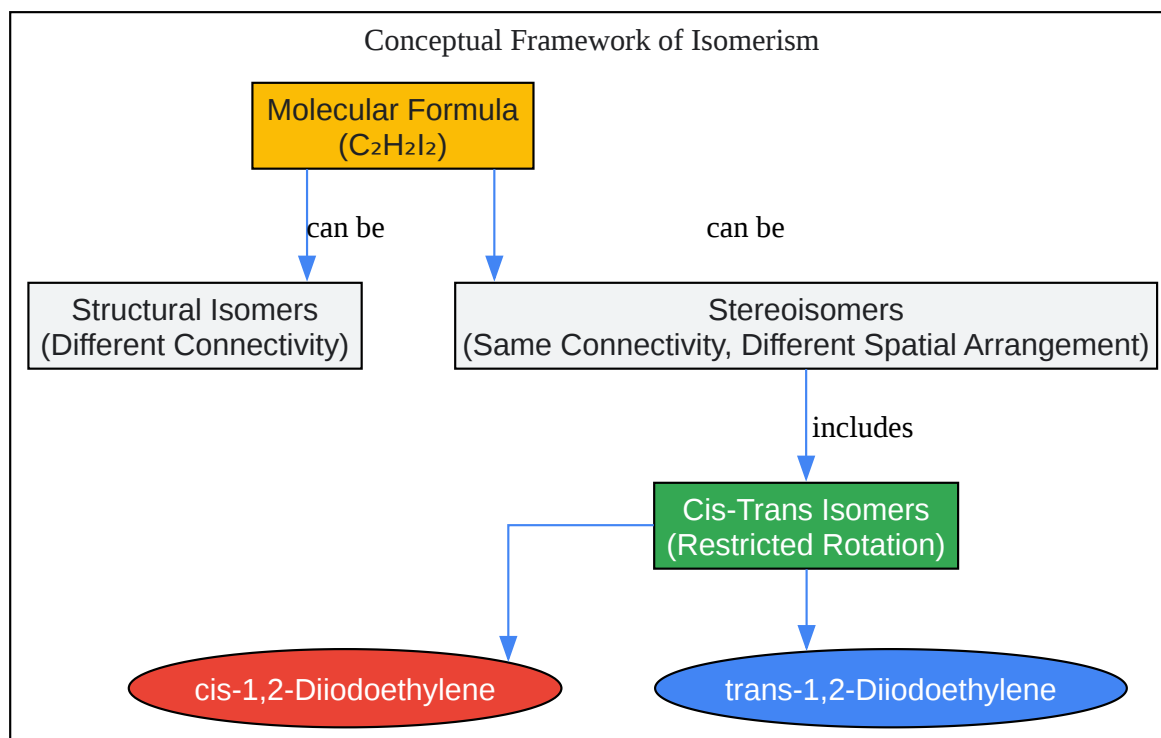 Conceptual Framework of Isomerism
Molecular Formula
(C₂H₂I₂)
can be
can be
Structural Isomers
(Different Connectivity)
Stereoisomers
(Same Connectivity, Different Spatial Arrangement)
includes
Cis-Trans Isomers
(Restricted Rotation)
cis-1,2-Diiodoethylene
trans-1,2-Diiodoethylene